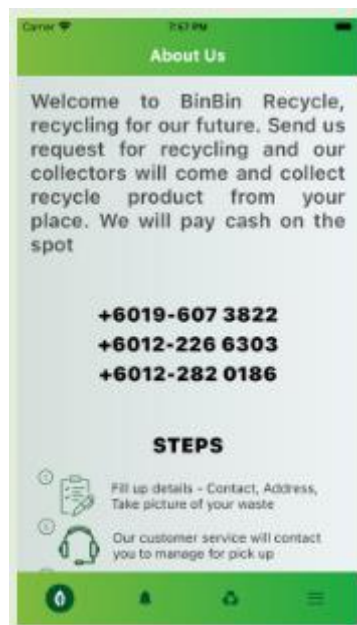 Carrier 7:57 PM
About Us
Welcome to BinBin Recycle,
recycling for our future. Send us
request for recycling and our
collectors will come and collect
recycle product from your
place. We will pay cash on the
spot
+6019-607 3822
+6012-226 6303
+6012-282 0186
STEPS
Fill up details - Contact, Address,
Take picture of your waste
Our customer service will contact
you to manage for pick up